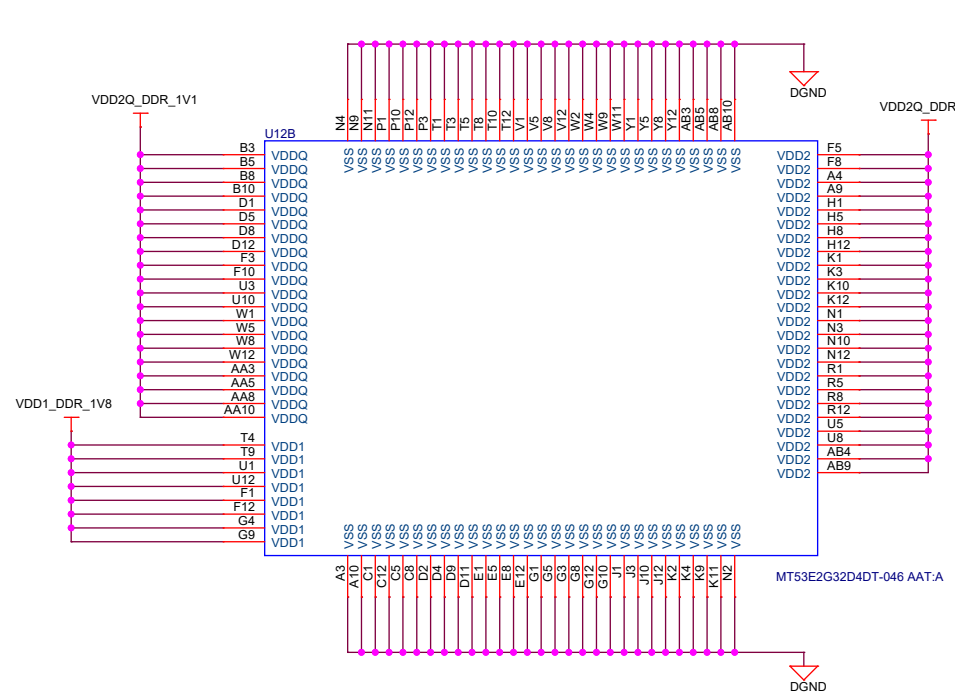 N4 N9 N11 P1 P10 P12 P3 T1 T3 T5 T8 T10 T12 V1 V5 V8 V12 W2 W4 W9 W11 Y1 Y5 Y8 Y12 AB3 AB5 AB8 AB10
DGND
VDD2Q_DDR_1V1
VDD2Q_DDR
U12B
VSS VSS VSS VSS VSS VSS VSS VSS VSS VSS VSS VSS VSS VSS VSS VSS VSS VSS VSS VSS VSS VSS VSS VSS VSS VSS VSS VSS VSS
B3 VDDQ VDD2 F5
B5 VDDQ VDD2 F8
B8 VDDQ VDD2 A4
B10 VDDQ VDD2 A9
D1 VDDQ VDD2 H1
D5 VDDQ VDD2 H5
D8 VDDQ VDD2 H8
D12 VDDQ VDD2 H12
F3 VDDQ VDD2 K1
F10 VDDQ VDD2 K3
U3 VDDQ VDD2 K10
U10 VDDQ VDD2 K12
W1 VDDQ VDD2 N1
W5 VDDQ VDD2 N3
W8 VDDQ VDD2 N10
W12 VDDQ VDD2 N12
AA3 VDDQ VDD2 R1
AA5 VDDQ VDD2 R5
AA8 VDDQ VDD2 R8
AA10 VDDQ VDD2 R12
VDD1_DDR_1V8
VDD2 U5
T4 VDD1 VDD2 U8
T9 VDD1 VDD2 AB4
U1 VDD1 VDD2 AB9
U12 VDD1
F1 VDD1
F12 VDD1
G4 VDD1
G9 VDD1
VSS VSS VSS VSS VSS VSS VSS VSS VSS VSS VSS VSS VSS VSS VSS VSS VSS VSS VSS VSS VSS VSS VSS VSS VSS VSS VSS VSS VSS
A3 A10 C1 C12 C5 C8 D2 D4 D9 D11 E1 E5 E8 E12 G1 G5 G3 G8 G12 G10 J1 J3 J10 J12 K2 K4 K9 K11 N2
MT53E2G32D4DT-046 AAT:A
DGND